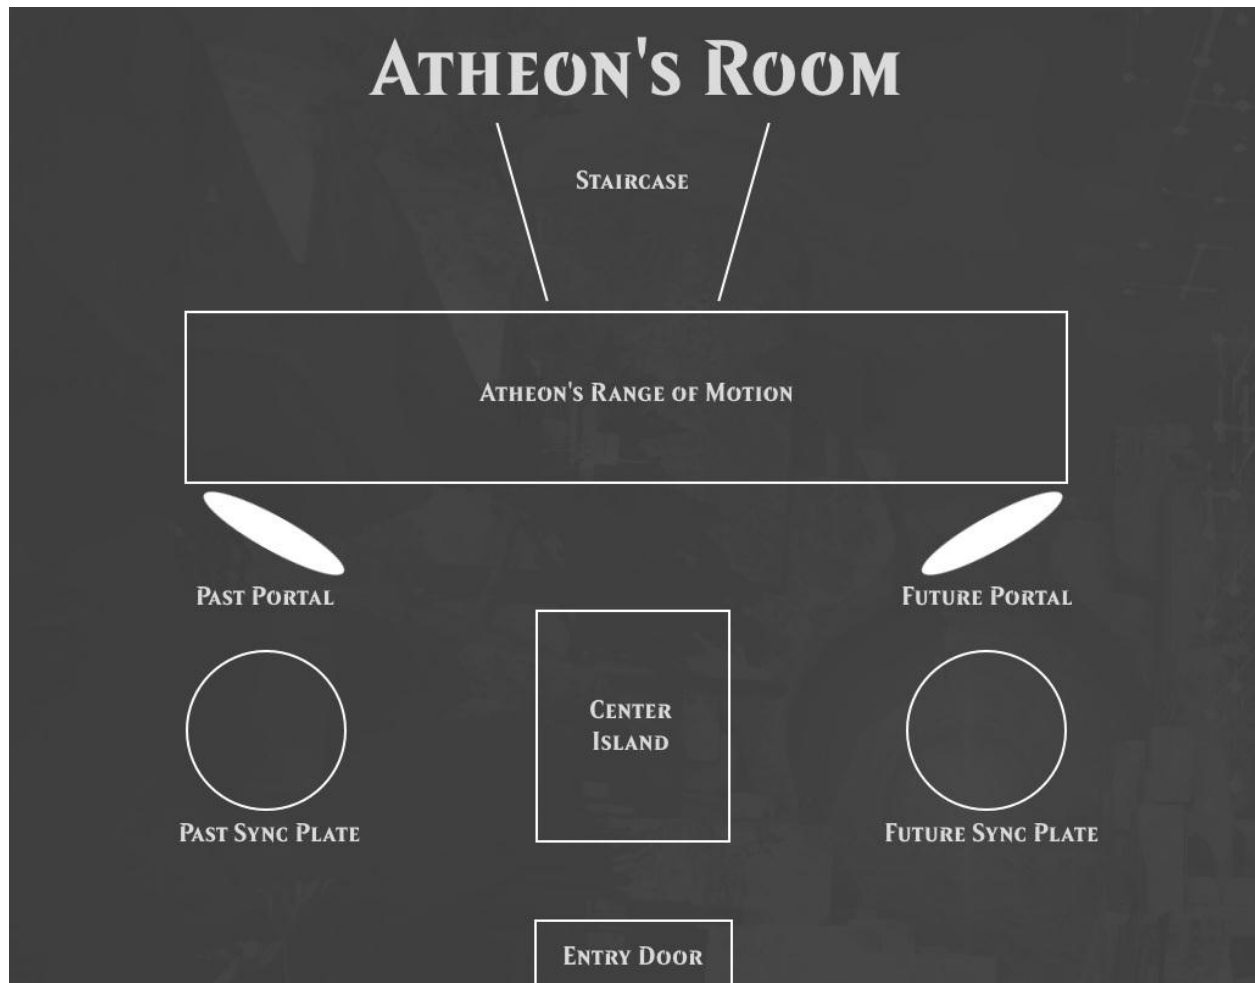 Atheon's Room
Staircase
Atheon's Range of Motion
Past Portal
Future Portal
Center
Island
Past Sync Plate
Future Sync Plate
Entry Door